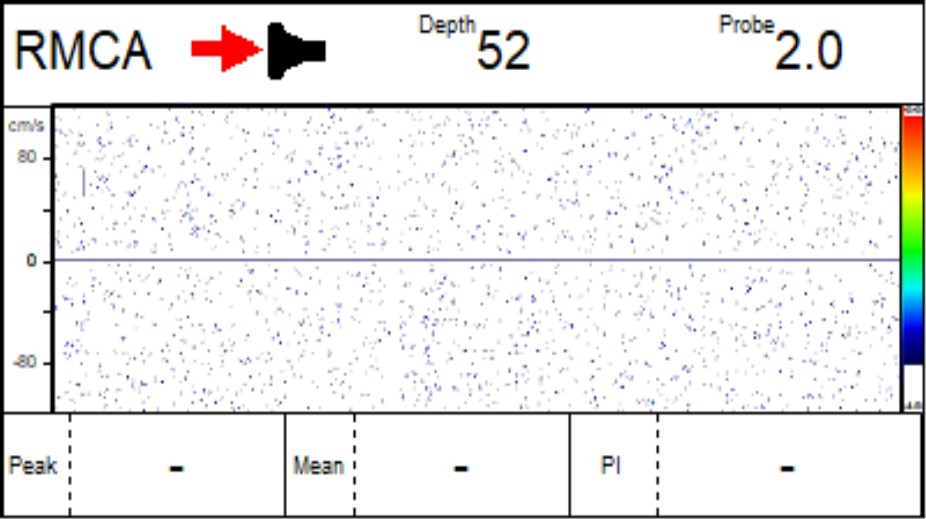 RMCA Depth 52 Probe 2.0
cm/s
80
0
-80
Peak - Mean - PI -